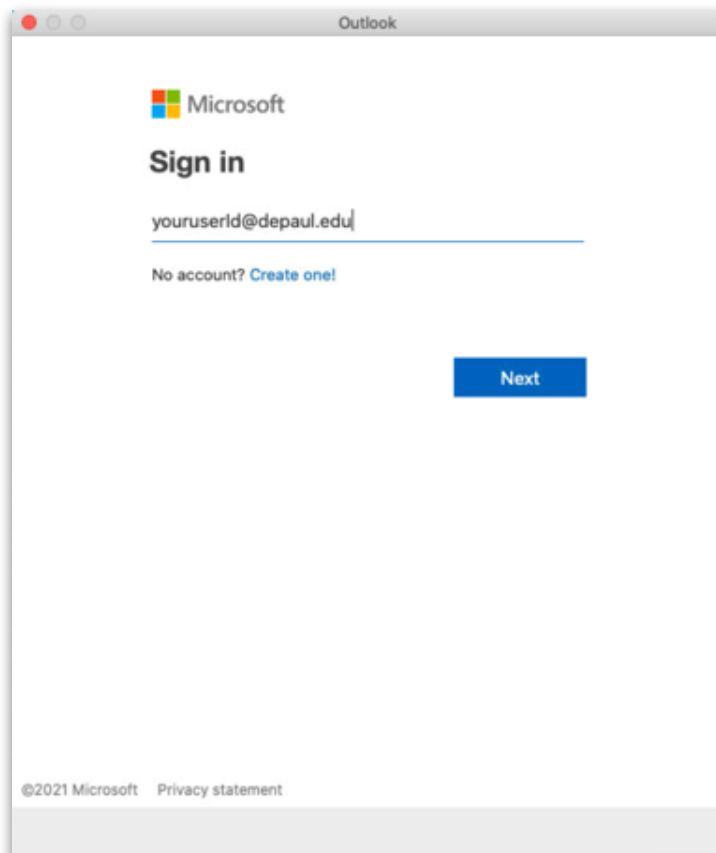 Outlook
Microsoft
Sign in
youruserId@depaul.edu
No account? Create one!
Next
©2021 Microsoft Privacy statement